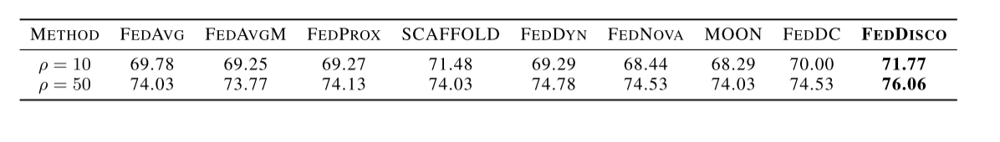 METHOD FEDAVG FEDAVGM FEDPROX SCAFFOLD FEDDYN FEDNOVA MOON FEDDC FEDDISCO
ρ = 10 69.78 69.25 69.27 71.48 69.29 68.44 68.29 70.00 71.77
ρ = 50 74.03 73.77 74.13 74.03 74.78 74.53 74.03 74.53 76.06